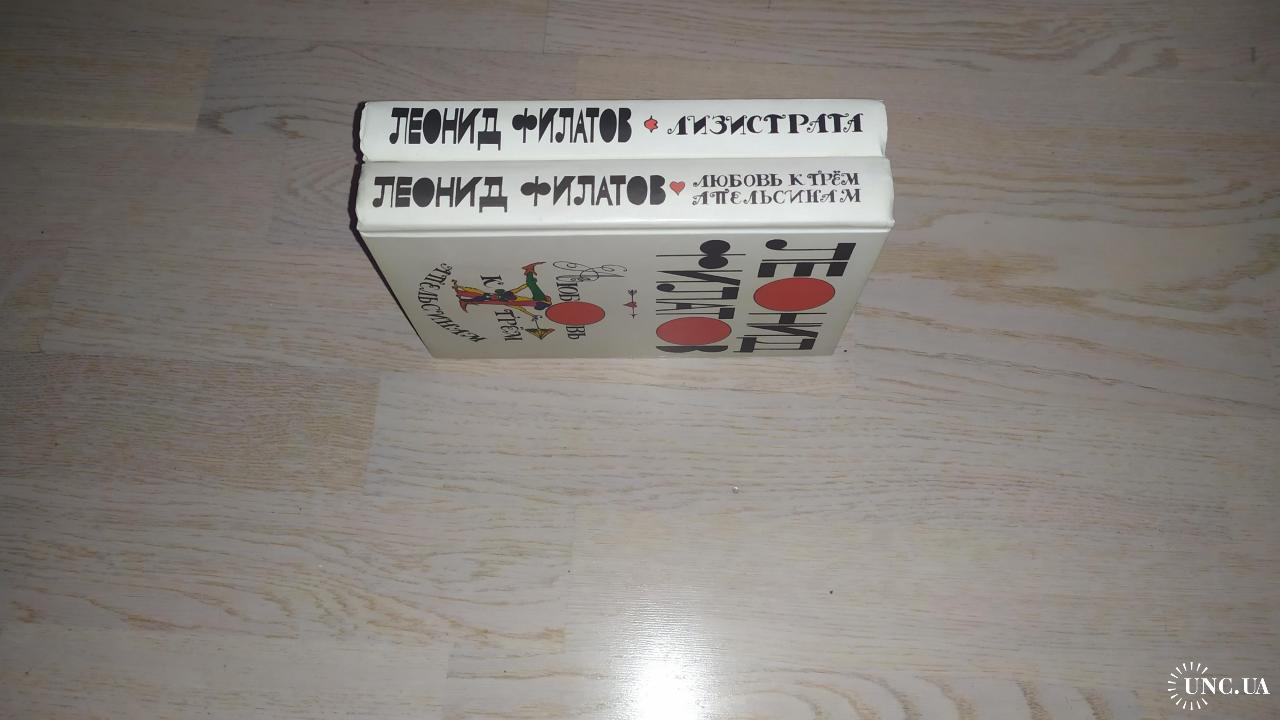 ЛЕОНИД ФИЛАТОВ ЛИЗИСТРАТА
ЛЕОНИД ФИЛАТОВ ЛЮБОВЬ К ТРЁМ
АПЕЛЬСИНАМ
ЛЕОНИД
ФИЛАТОВ
ЛЮБОВЬ
К ТРЁМ
АПЕЛЬСИНАМ
UNC.UA